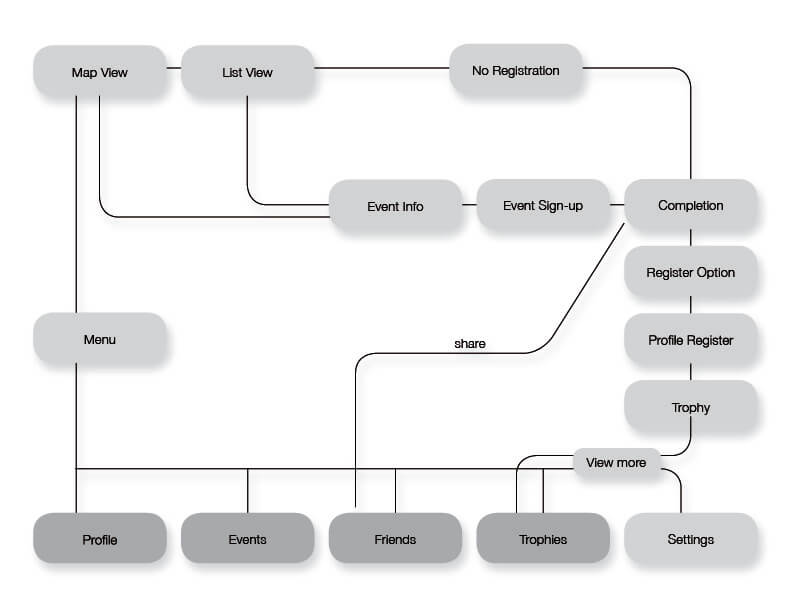 Map View
List View
No Registration
Event Info
Event Sign-up
Completion
Register Option
Menu
share
Profile Register
Trophy
View more
Profile
Events
Friends
Trophies
Settings